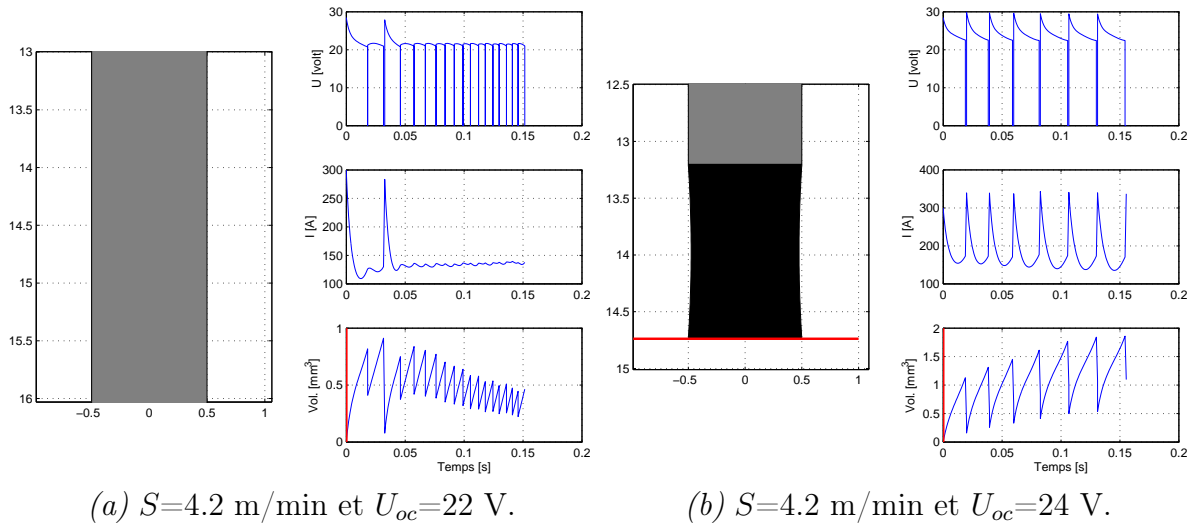 13
13.5
14
14.5
15
15.5
16
−0.5 0 0.5 1
30
20
10
0
U [volt]
0 0.05 0.1 0.15 0.2
300
250
200
150
100
I [A]
0 0.05 0.1 0.15 0.2
1
0.5
0
Vol. [mm³]
0 0.05 0.1 0.15 0.2
Temps [s]
(a) S=4.2 m/min et Uoc=22 V.
12.5
13
13.5
14
14.5
15
−0.5 0 0.5 1
30
20
10
0
U [volt]
0 0.05 0.1 0.15 0.2
400
300
200
100
I [A]
0 0.05 0.1 0.15 0.2
2
1.5
1
0.5
0
Vol. [mm³]
0 0.05 0.1 0.15 0.2
Temps [s]
(b) S=4.2 m/min et Uoc=24 V.